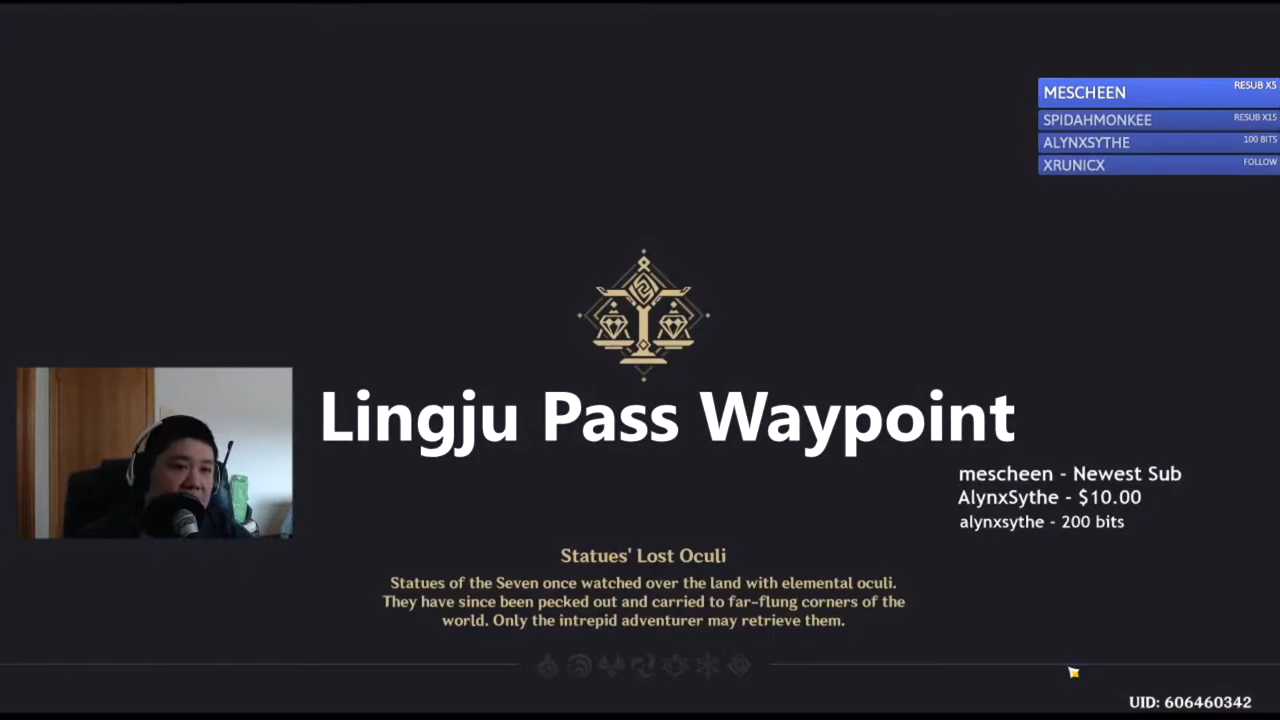 MESCHEEN RESUB X5
SPIDAHMONKEE RESUB X15
ALYNXSYTHE 100 BITS
XRUNICX FOLLOW
Lingju Pass Waypoint
mescheen - Newest Sub
AlynxSythe - $10.00
alynxsythe - 200 bits
Statues' Lost Oculi
Statues of the Seven once watched over the land with elemental oculi.
They have since been pecked out and carried to far-flung corners of the
world. Only the intrepid adventurer may retrieve them.
UID: 606460342